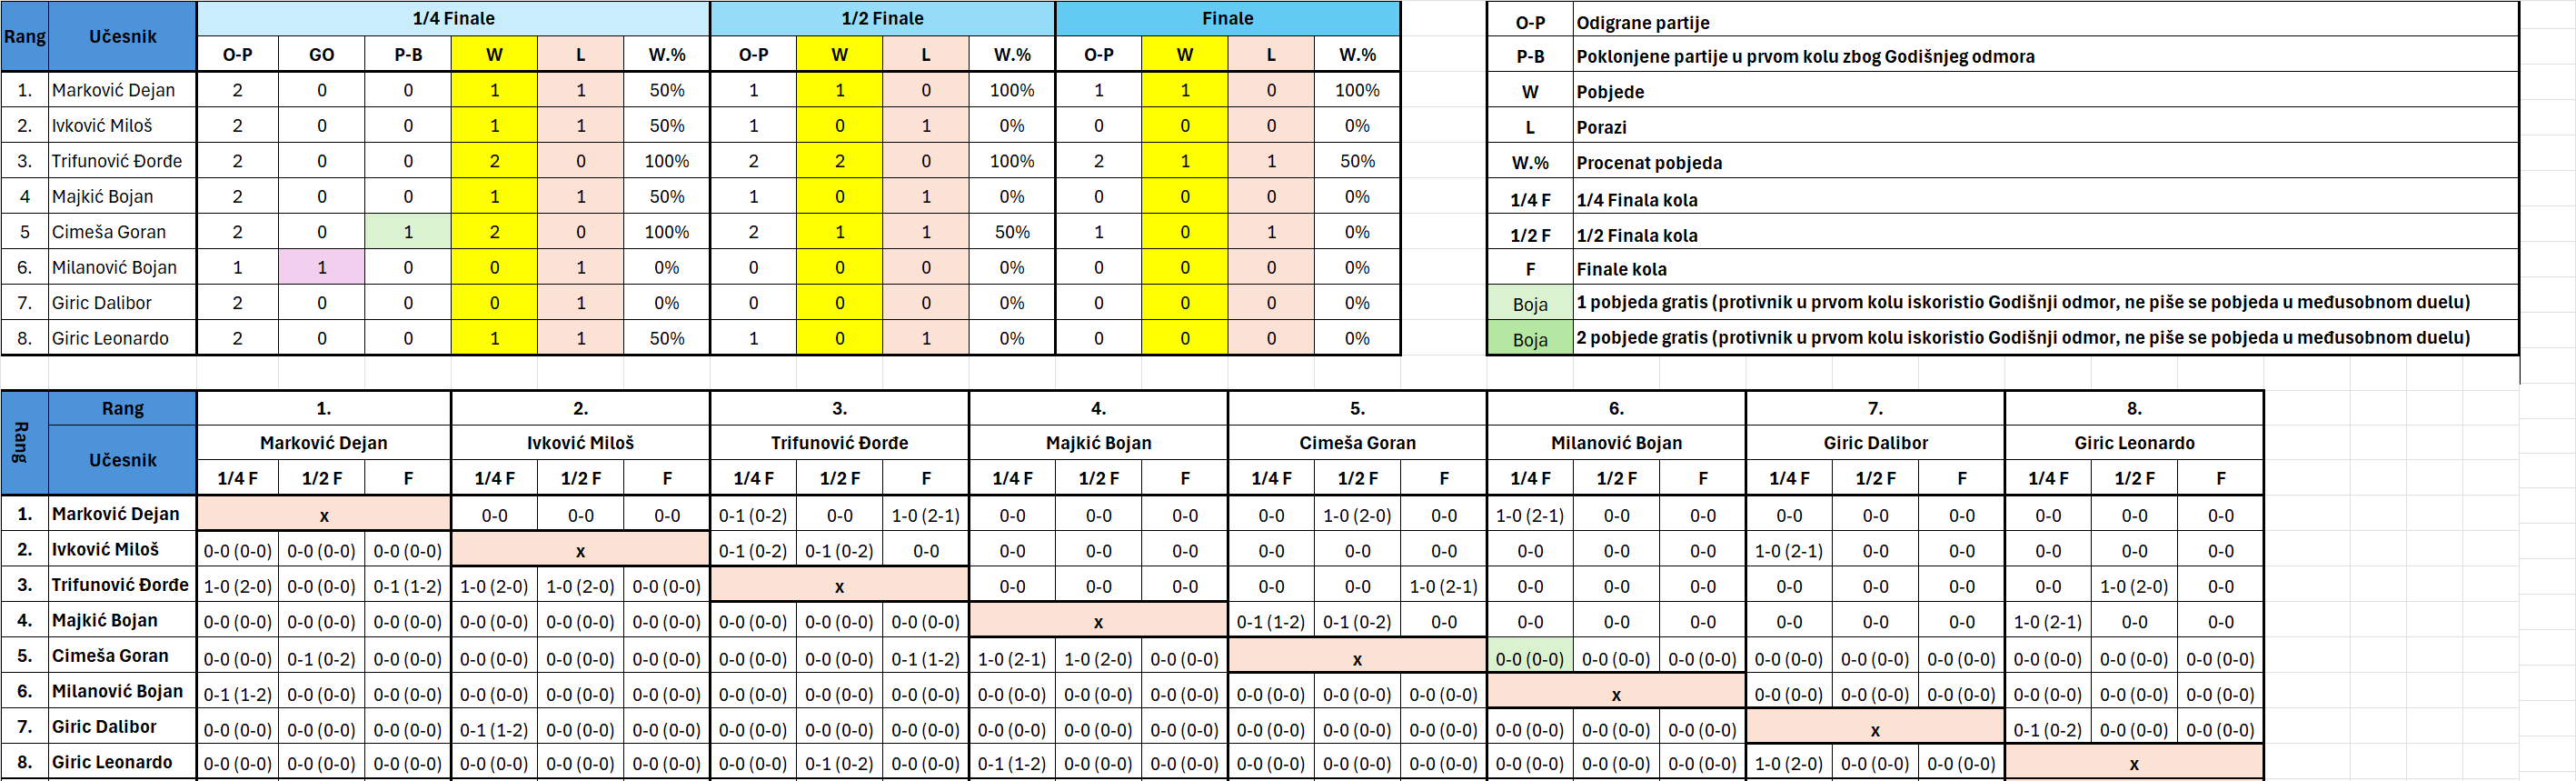 Rang Učesnik 1/4 Finale 1/2 Finale Finale
O-P GO P-B W L W.% O-P W L W.% O-P W L W.%
1. Marković Dejan 2 0 0 1 1 50% 1 1 0 100% 1 1 0 100%
2. Ivković Miloš 2 0 0 1 1 50% 1 0 1 0% 0 0 0 0%
3. Trifunović Đorđe 2 0 0 2 0 100% 2 2 0 100% 2 1 1 50%
4 Majkić Bojan 2 0 0 1 1 50% 1 0 1 0% 0 0 0 0%
5 Cimeša Goran 2 0 1 2 0 100% 2 1 1 50% 1 0 1 0%
6. Milanović Bojan 1 1 0 0 1 0% 0 0 0 0% 0 0 0 0%
7. Giric Dalibor 2 0 0 0 1 0% 0 0 0 0% 0 0 0 0%
8. Giric Leonardo 2 0 0 1 1 50% 1 0 1 0% 0 0 0 0%
O-P Odigrane partije
P-B Poklonjene partije u prvom kolu zbog Godišnjeg odmora
W Pobjede
L Porazi
W.% Procenat pobjeda
1/4 F 1/4 Finala kola
1/2 F 1/2 Finala kola
F Finale kola
Boja 1 pobjeda gratis (protivnik u prvom kolu iskoristio Godišnji odmor, ne piše se pobjeda u međusobnom duelu)
Boja 2 pobjede gratis (protivnik u prvom kolu iskoristio Godišnji odmor, ne piše se pobjeda u međusobnom duelu)
Rang Rang 1. 2. 3. 4. 5. 6. 7. 8.
Učesnik Marković Dejan Ivković Miloš Trifunović Đorđe Majkić Bojan Cimeša Goran Milanović Bojan Giric Dalibor Giric Leonardo
1/4 F 1/2 F F 1/4 F 1/2 F F 1/4 F 1/2 F F 1/4 F 1/2 F F 1/4 F 1/2 F F 1/4 F 1/2 F F 1/4 F 1/2 F F 1/4 F 1/2 F F
1. Marković Dejan x 0-0 0-0 0-0 0-1 (0-2) 0-0 1-0 (2-1) 0-0 0-0 0-0 0-0 1-0 (2-0) 0-0 1-0 (2-1) 0-0 0-0 0-0 0-0 0-0 0-0 0-0 0-0
2. Ivković Miloš 0-0 (0-0) 0-0 (0-0) 0-0 (0-0) x 0-1 (0-2) 0-1 (0-2) 0-0 0-0 0-0 0-0 0-0 0-0 0-0 0-0 0-0 0-0 1-0 (2-1) 0-0 0-0 0-0 0-0 0-0
3. Trifunović Đorđe 1-0 (2-0) 0-0 (0-0) 0-1 (1-2) 1-0 (2-0) 1-0 (2-0) 0-0 (0-0) x 0-0 0-0 0-0 0-0 0-0 1-0 (2-1) 0-0 0-0 0-0 0-0 0-0 0-0 0-0 1-0 (2-0) 0-0
4. Majkić Bojan 0-0 (0-0) 0-0 (0-0) 0-0 (0-0) 0-0 (0-0) 0-0 (0-0) 0-0 (0-0) 0-0 (0-0) 0-0 (0-0) 0-0 (0-0) x 0-1 (1-2) 0-1 (0-2) 0-0 0-0 0-0 0-0 0-0 0-0 0-0 1-0 (2-1) 0-0 0-0
5. Cimeša Goran 0-0 (0-0) 0-1 (0-2) 0-0 (0-0) 0-0 (0-0) 0-0 (0-0) 0-0 (0-0) 0-0 (0-0) 0-0 (0-0) 0-1 (1-2) 1-0 (2-1) 1-0 (2-0) 0-0 (0-0) x 0-0 (0-0) 0-0 (0-0) 0-0 (0-0) 0-0 (0-0) 0-0 (0-0) 0-0 (0-0) 0-0 (0-0) 0-0 (0-0) 0-0 (0-0)
6. Milanović Bojan 0-1 (1-2) 0-0 (0-0) 0-0 (0-0) 0-0 (0-0) 0-0 (0-0) 0-0 (0-0) 0-0 (0-0) 0-0 (0-0) 0-0 (0-0) 0-0 (0-0) 0-0 (0-0) 0-0 (0-0) 0-0 (0-0) 0-0 (0-0) 0-0 (0-0) x 0-0 (0-0) 0-0 (0-0) 0-0 (0-0) 0-0 (0-0) 0-0 (0-0) 0-0 (0-0)
7. Giric Dalibor 0-0 (0-0) 0-0 (0-0) 0-0 (0-0) 0-1 (1-2) 0-0 (0-0) 0-0 (0-0) 0-0 (0-0) 0-0 (0-0) 0-0 (0-0) 0-0 (0-0) 0-0 (0-0) 0-0 (0-0) 0-0 (0-0) 0-0 (0-0) 0-0 (0-0) 0-0 (0-0) 0-0 (0-0) 0-0 (0-0) x 0-1 (0-2) 0-0 (0-0) 0-0 (0-0)
8. Giric Leonardo 0-0 (0-0) 0-0 (0-0) 0-0 (0-0) 0-0 (0-0) 0-0 (0-0) 0-0 (0-0) 0-0 (0-0) 0-1 (0-2) 0-0 (0-0) 0-1 (1-2) 0-0 (0-0) 0-0 (0-0) 0-0 (0-0) 0-0 (0-0) 0-0 (0-0) 0-0 (0-0) 0-0 (0-0) 0-0 (0-0) 1-0 (2-0) 0-0 (0-0) 0-0 (0-0) x